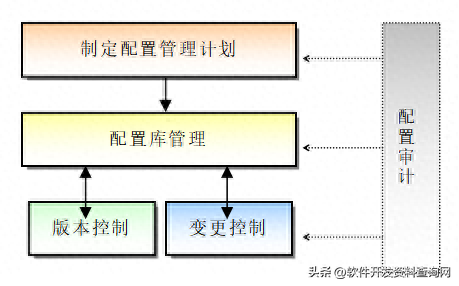 制定配置管理计划
配置库管理
版本控制
变更控制
配置审计
头条 @软件开发资料查询网